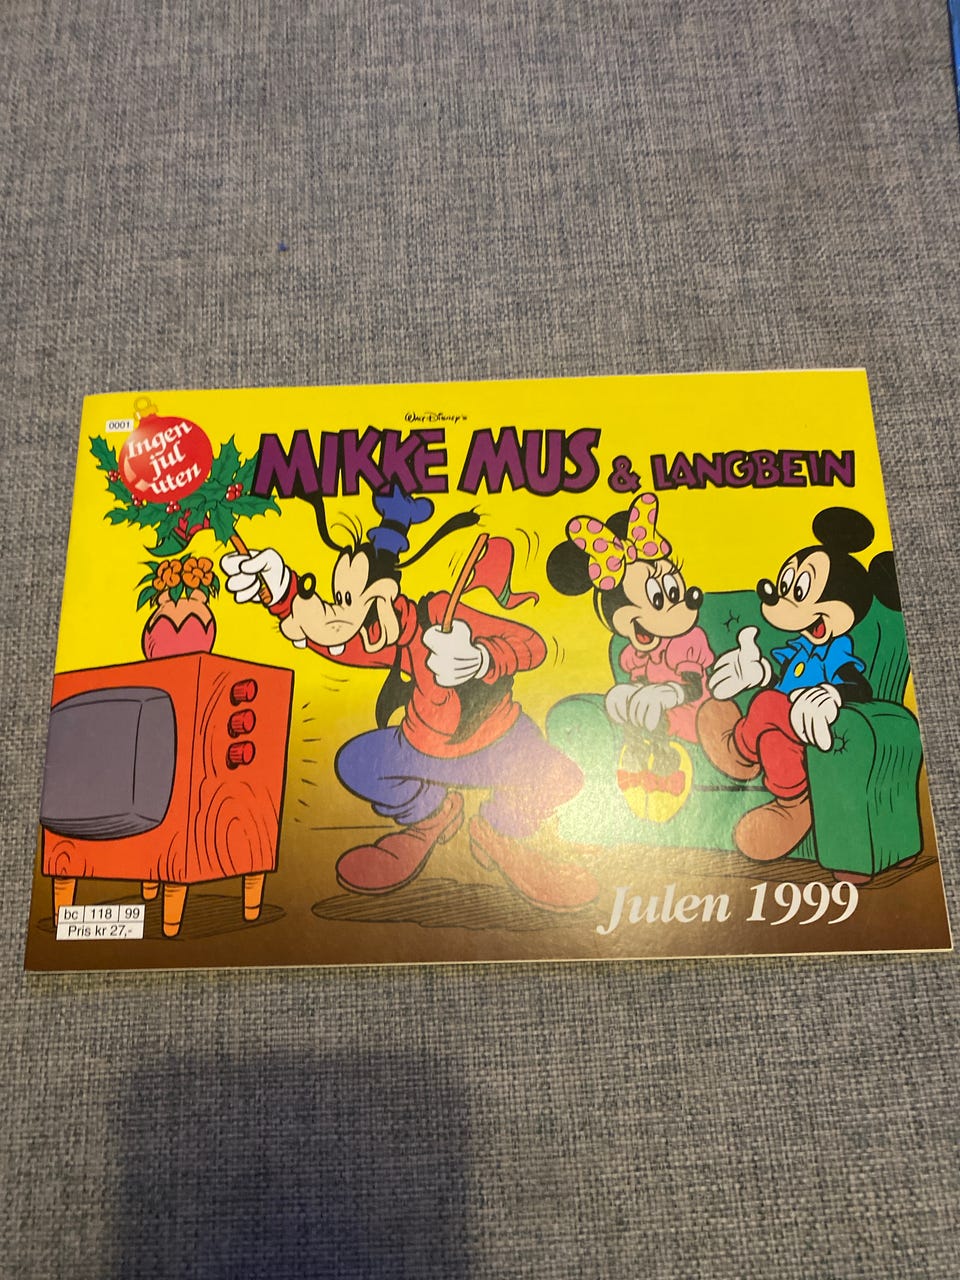 0001
Ingen
jul
uten
Walt Disney's
MIKKE MUS & LANGBEIN
Julen 1999
bc 118 99
Pris kr 27,-